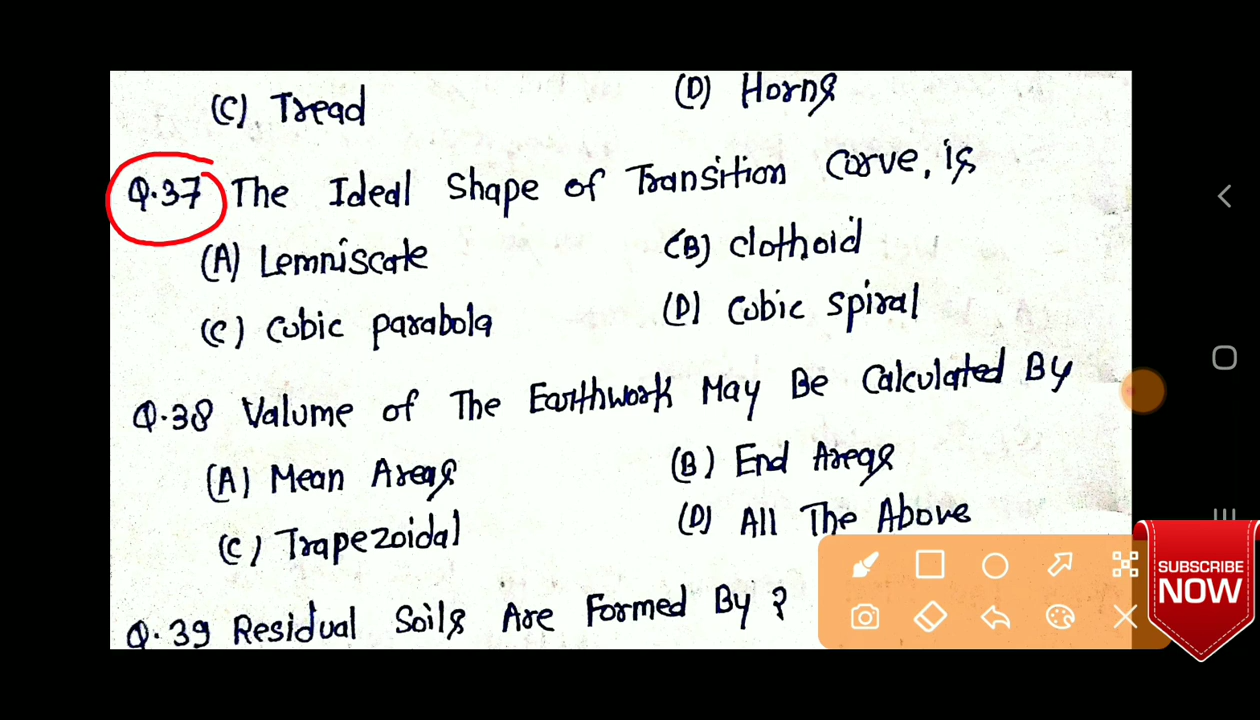 (C) Tread (D) Horns
Q.37 The Ideal Shape of Transition Corve, is
(A) Lemniscate (B) Clothoid
(C) Cubic parabola (D) Cubic spiral
Q.38 Valume of The Earthwork May Be Calculated By
(A) Mean Areas (B) End Areas
(C) Trapezoidal (D) All The Above
Q.39 Residual Soils Are Formed By ?
SUBSCRIBE
NOW